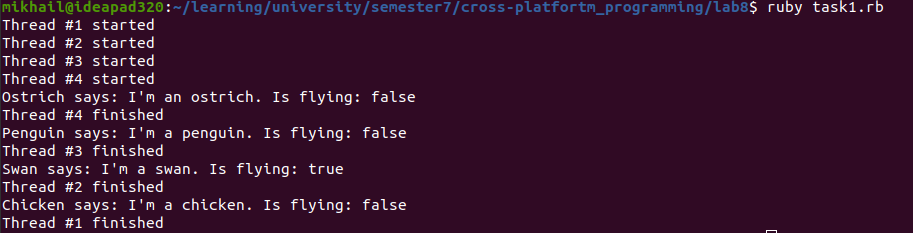 mikhail@ideapad320:~/learning/university/semester7/cross-platfortm_programming/lab8$ ruby task1.rb
Thread #1 started
Thread #2 started
Thread #3 started
Thread #4 started
Ostrich says: I'm an ostrich. Is flying: false
Thread #4 finished
Penguin says: I'm a penguin. Is flying: false
Thread #3 finished
Swan says: I'm a swan. Is flying: true
Thread #2 finished
Chicken says: I'm a chicken. Is flying: false
Thread #1 finished